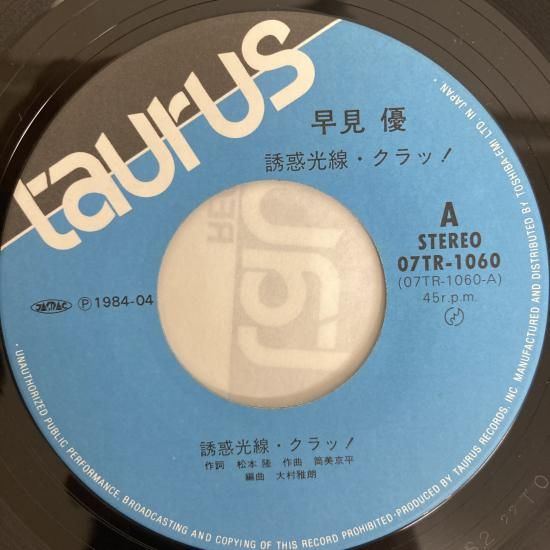 taurus
早見 優
誘惑光線・クラッ!
A
STEREO
07TR-1060
(07TR-1060-A)
45r.p.m.
JASRAC
Ⓟ1984-04
誘惑光線・クラッ!
作詞 松本 隆 作曲 筒美京平
編曲 大村雅朗
・UNAUTHORIZED PUBLIC PERFORMANCE, BROADCASTING AND COPYING OF THIS RECORD PROHIBITED・PRODUCED BY TAURUS RECORDS, INC. MANUFACTURED AND DISTRIBUTED BY TOSHIBA-EMI LTD. IN JAPAN・